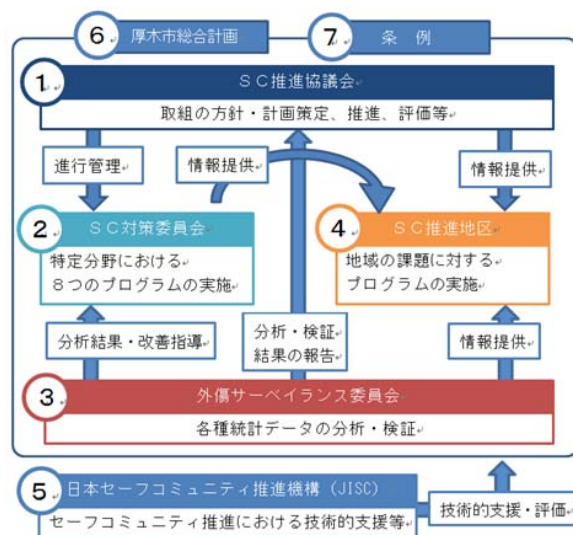 6 厚木市総合計画
7 条 例
1 SC推進協議会
取組の方針・計画策定、推進、評価等
進行管理
情報提供
情報提供
2 SC対策委員会
特定分野における
8つのプログラムの実施
4 SC推進地区
地域の課題に対する
プログラムの実施
分析結果・改善指導
分析・検証
結果の報告
情報提供
3 外傷サーベイランス委員会
各種統計データの分析・検証
5 日本セーフコミュニティ推進機構（JISC）
セーフコミュニティ推進における技術的支援等
技術的支援・評価